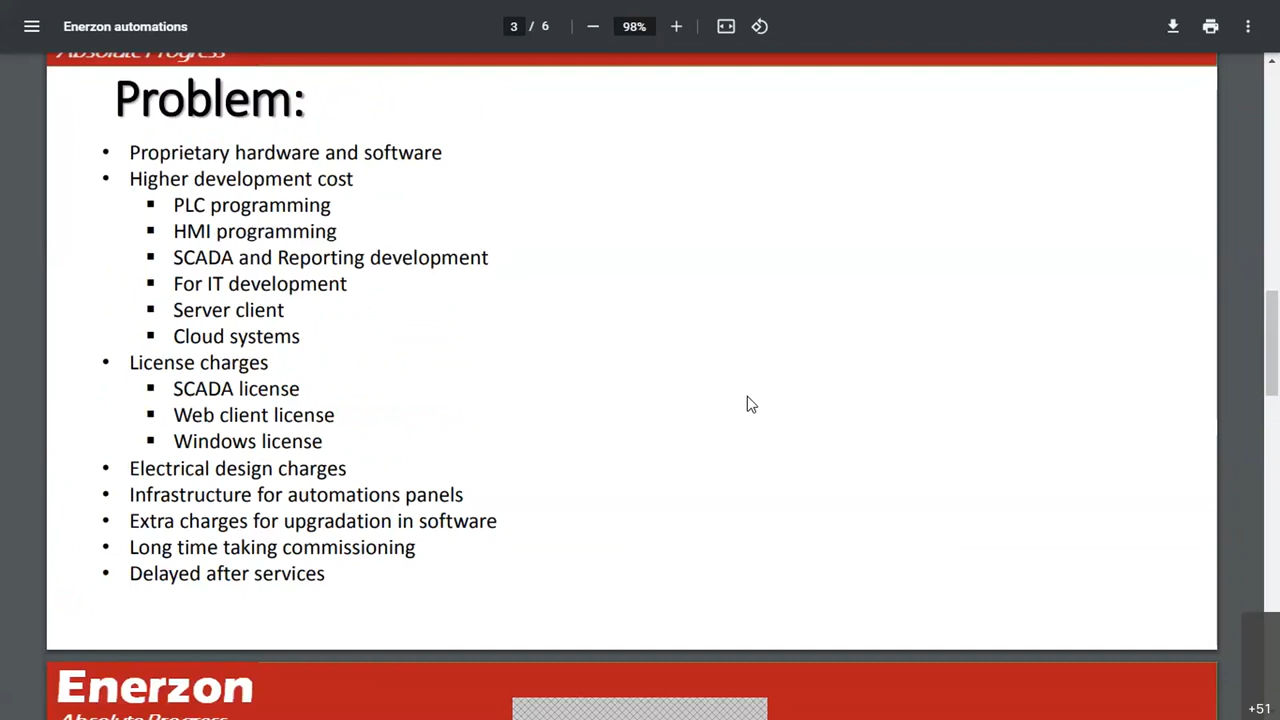 Enerzon automations
3 / 6
98%
Absolute Progress
Problem:
• Proprietary hardware and software
• Higher development cost
▪ PLC programming
▪ HMI programming
▪ SCADA and Reporting development
▪ For IT development
▪ Server client
▪ Cloud systems
• License charges
▪ SCADA license
▪ Web client license
▪ Windows license
• Electrical design charges
• Infrastructure for automations panels
• Extra charges for upgradation in software
• Long time taking commissioning
• Delayed after services
Enerzon
Absolute Progress
+51